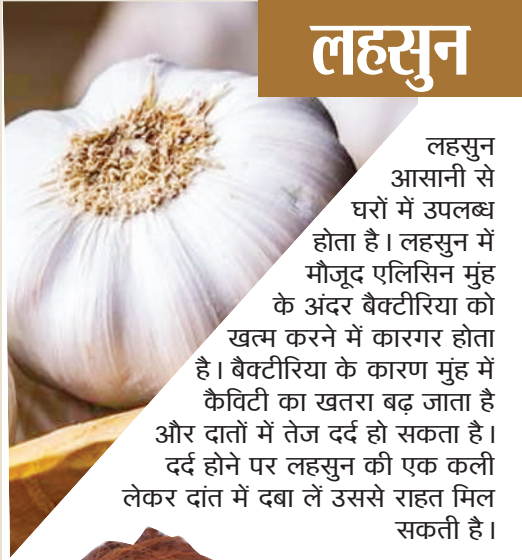 लहसुन
लहसुन
आसानी से
घरों में उपलब्ध
होता है। लहसुन में
मौजूद एलिसिन मुंह
के अंदर बैक्टीरिया को
खत्म करने में कारगर होता
है। बैक्टीरिया के कारण मुंह में
कैविटी का खतरा बढ़ जाता है
और दातों में तेज दर्द हो सकता है।
दर्द होने पर लहसुन की एक कली
लेकर दांत में दबा लें उससे राहत मिल
सकती है।